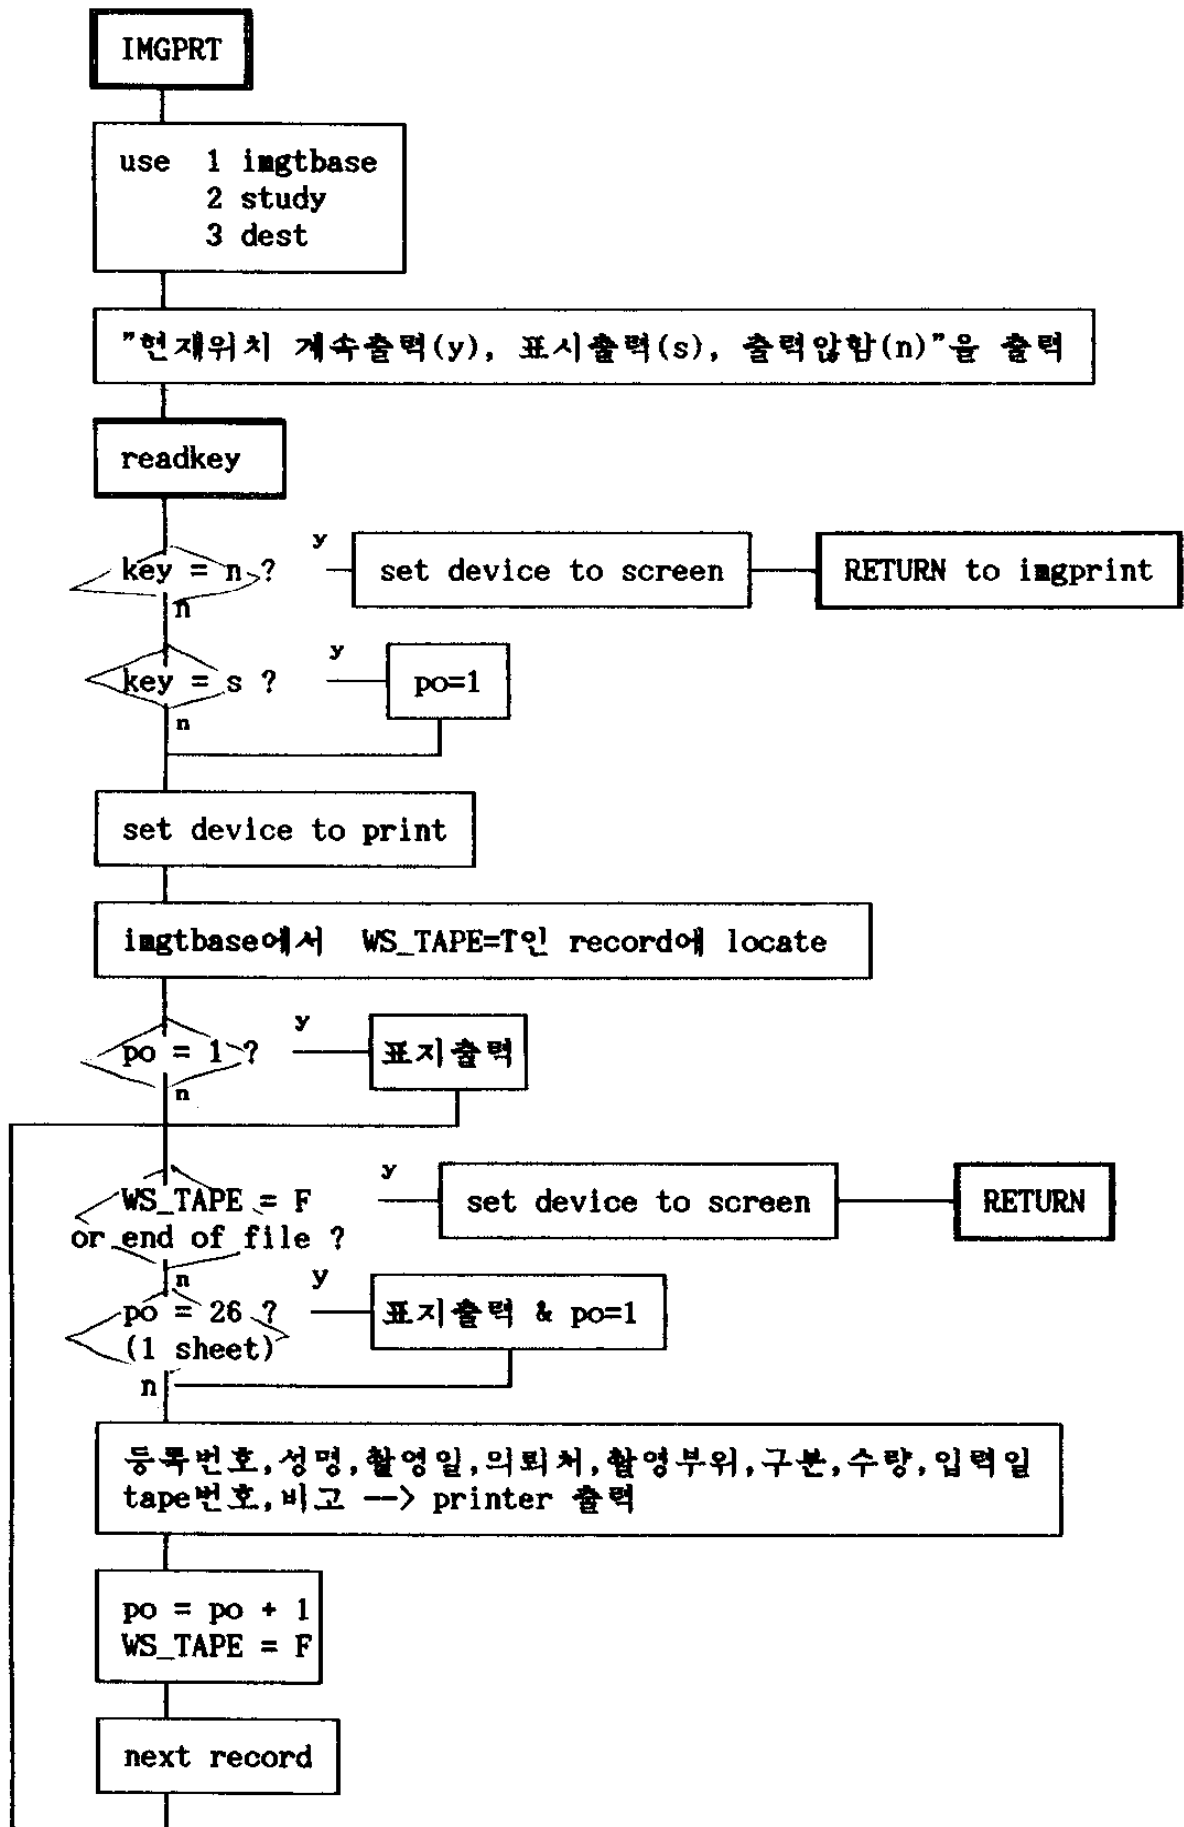 IMGPRT
use 1 imgtbase
2 study
3 dest
"현재위치 계속출력(y), 표시출력(s), 출력않함(n)"을 출력
readkey
key = n ?
y
set device to screen
RETURN to imgprint
n
key = s ?
y
po=1
n
set device to print
imgtbase에서 WS_TAPE=T인 record에 locate
po = 1 ?
y
표지출력
n
WS_TAPE = F
or end of file ?
y
set device to screen
RETURN
n
po = 26 ?
(1 sheet)
y
표지출력 & po=1
n
등록번호,성명,촬영일,의뢰처,촬영부위,구분,수량,입력일
tape번호,비고 --> printer 출력
po = po + 1
WS_TAPE = F
next record